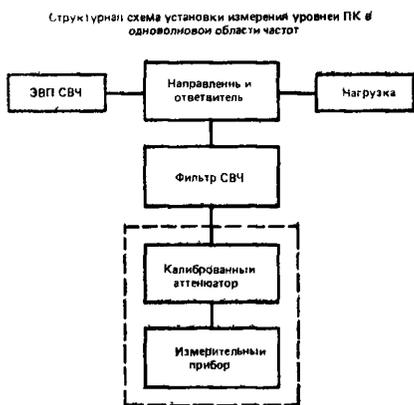 Структурная схема установки измерения уровней ПК в
одноволновой области частот
ЭВП СВЧ
Направленный
ответвитель
Нагрузка
Фильтр СВЧ
Калиброванный
аттенюатор
Измерительный
прибор